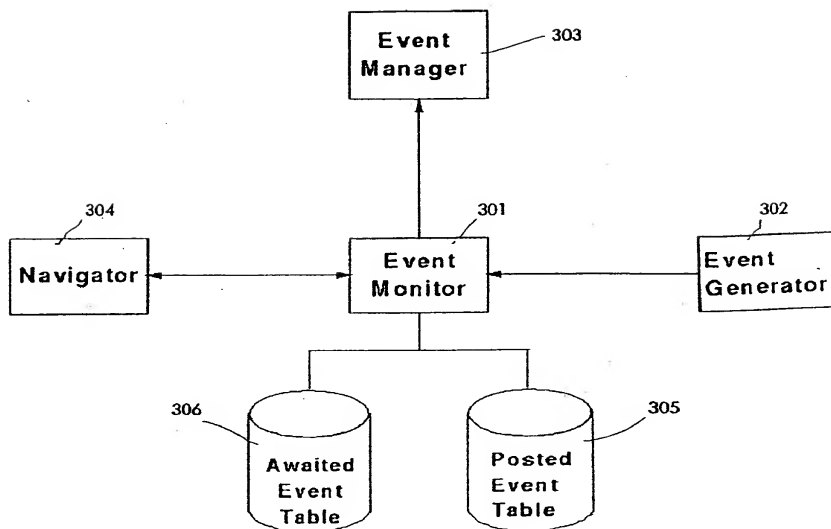 Event
Manager
303
304
Navigator
301
Event
Monitor
302
Event
Generator
306
Awaited
Event
Table
305
Posted
Event
Table